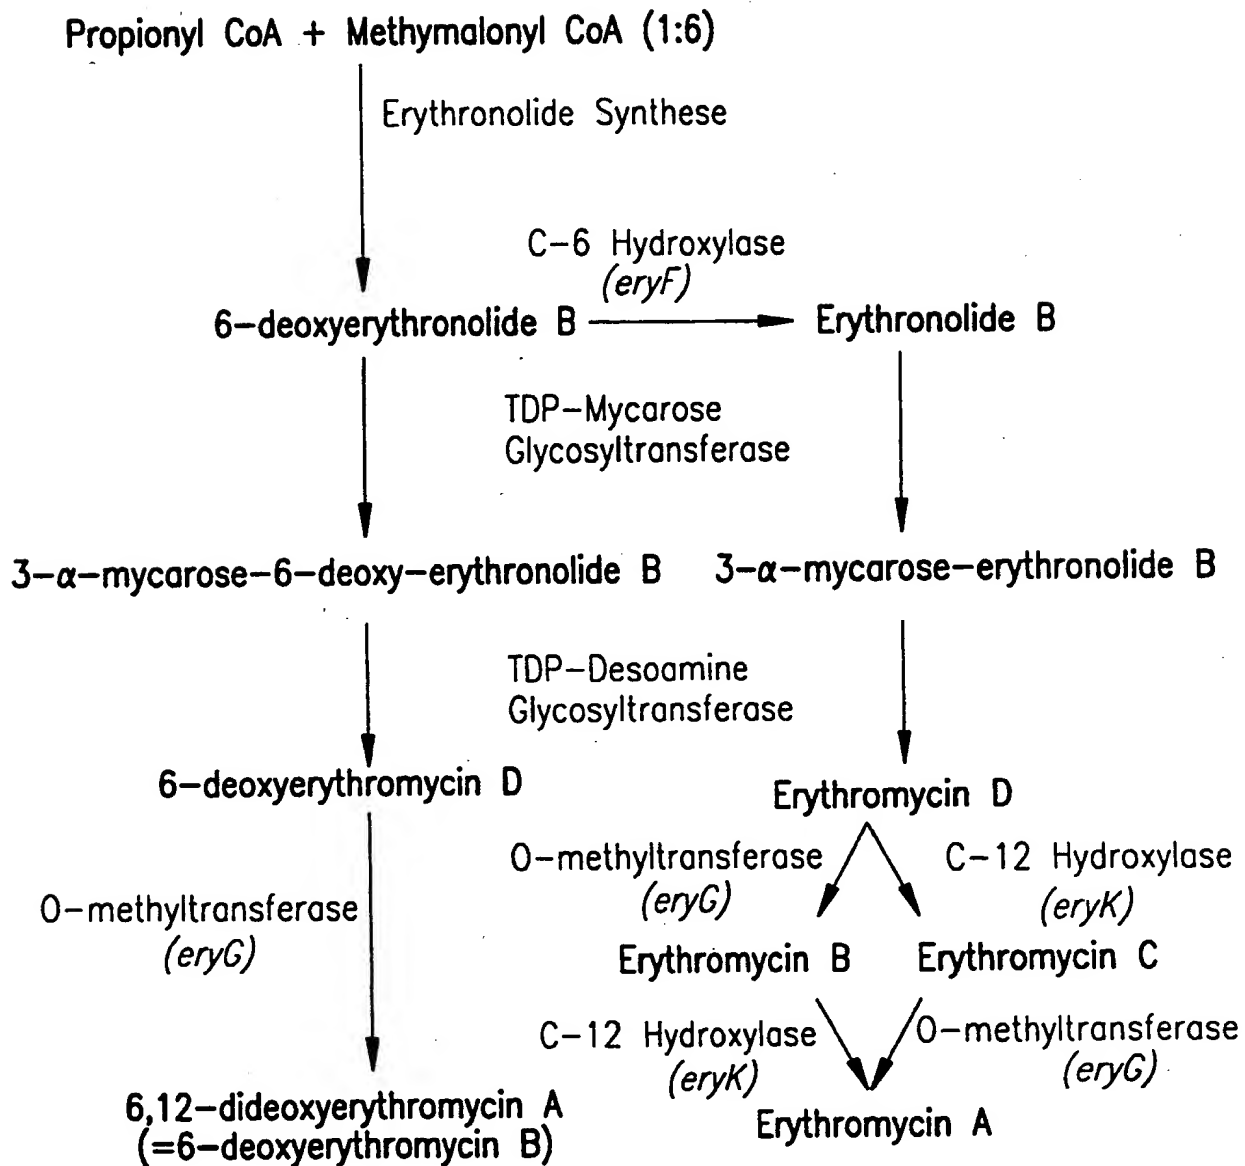 Propionyl CoA + Methymalonyl CoA (1:6)
Erythronolide Synthese
C-6 Hydroxylase
(eryF)
6-deoxyerythronolide B
Erythronolide B
TDP-Mycarose
Glycosyltransferase
3-α-mycarose-6-deoxy-erythronolide B
3-α-mycarose-erythronolide B
TDP-Desoamine
Glycosyltransferase
6-deoxyerythromycin D
Erythromycin D
O-methyltransferase
(eryG)
C-12 Hydroxylase
(eryK)
O-methyltransferase
(eryG)
Erythromycin B
Erythromycin C
C-12 Hydroxylase
(eryK)
O-methyltransferase
(eryG)
6,12-dideoxyerythromycin A
(=6-deoxyerythromycin B)
Erythromycin A